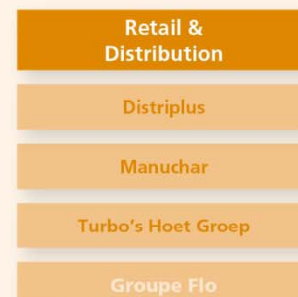 Retail &
Distribution
Distriplus
Manuchar
Turbo's Hoet Groep
Groupe Flo